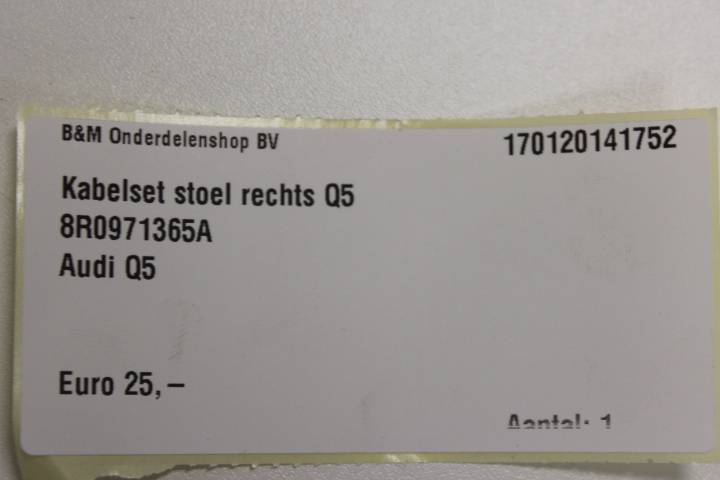 B&M Onderdelenshop BV 170120141752
Kabelset stoel rechts Q5
8R0971365A
Audi Q5
Euro 25,–
Aantal: 1